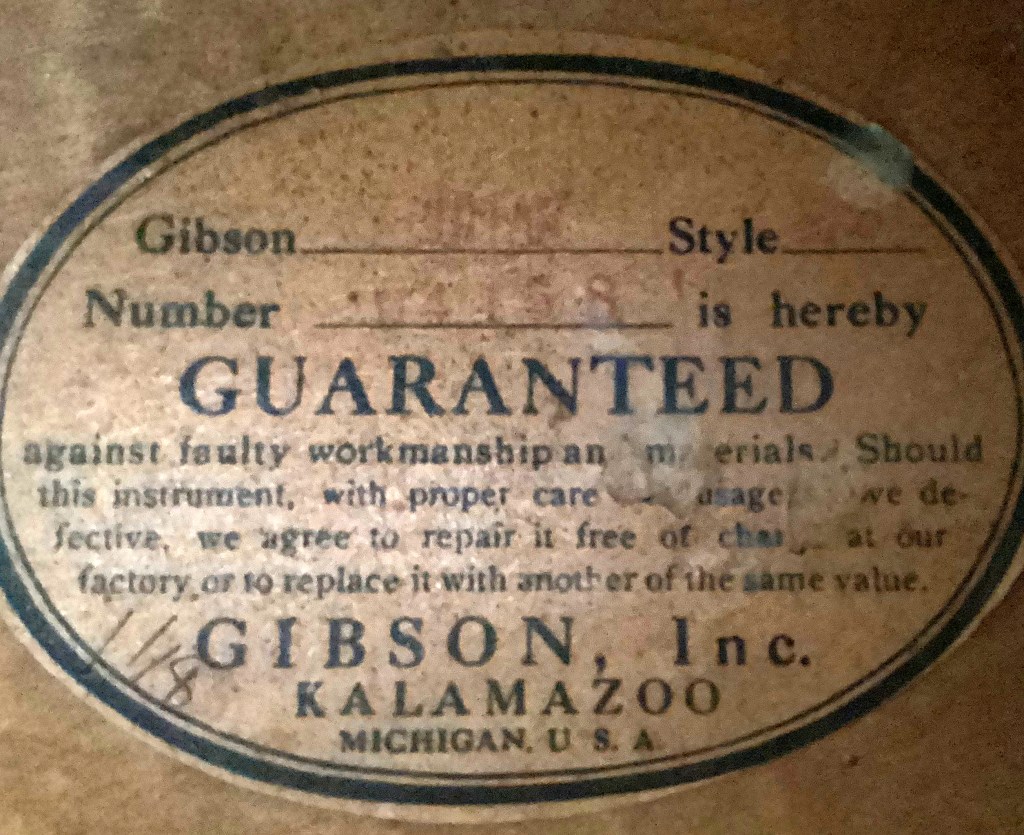 Gibson Style
Number is hereby
GUARANTEED
against faulty workmanship Should
this instrument, with proper care usage we de-
fective, we agree to repair it free of at our
factory, or to replace it with another of the same value.
GIBSON, Inc.
KALAMAZOO
MICHIGAN, U. S. A.